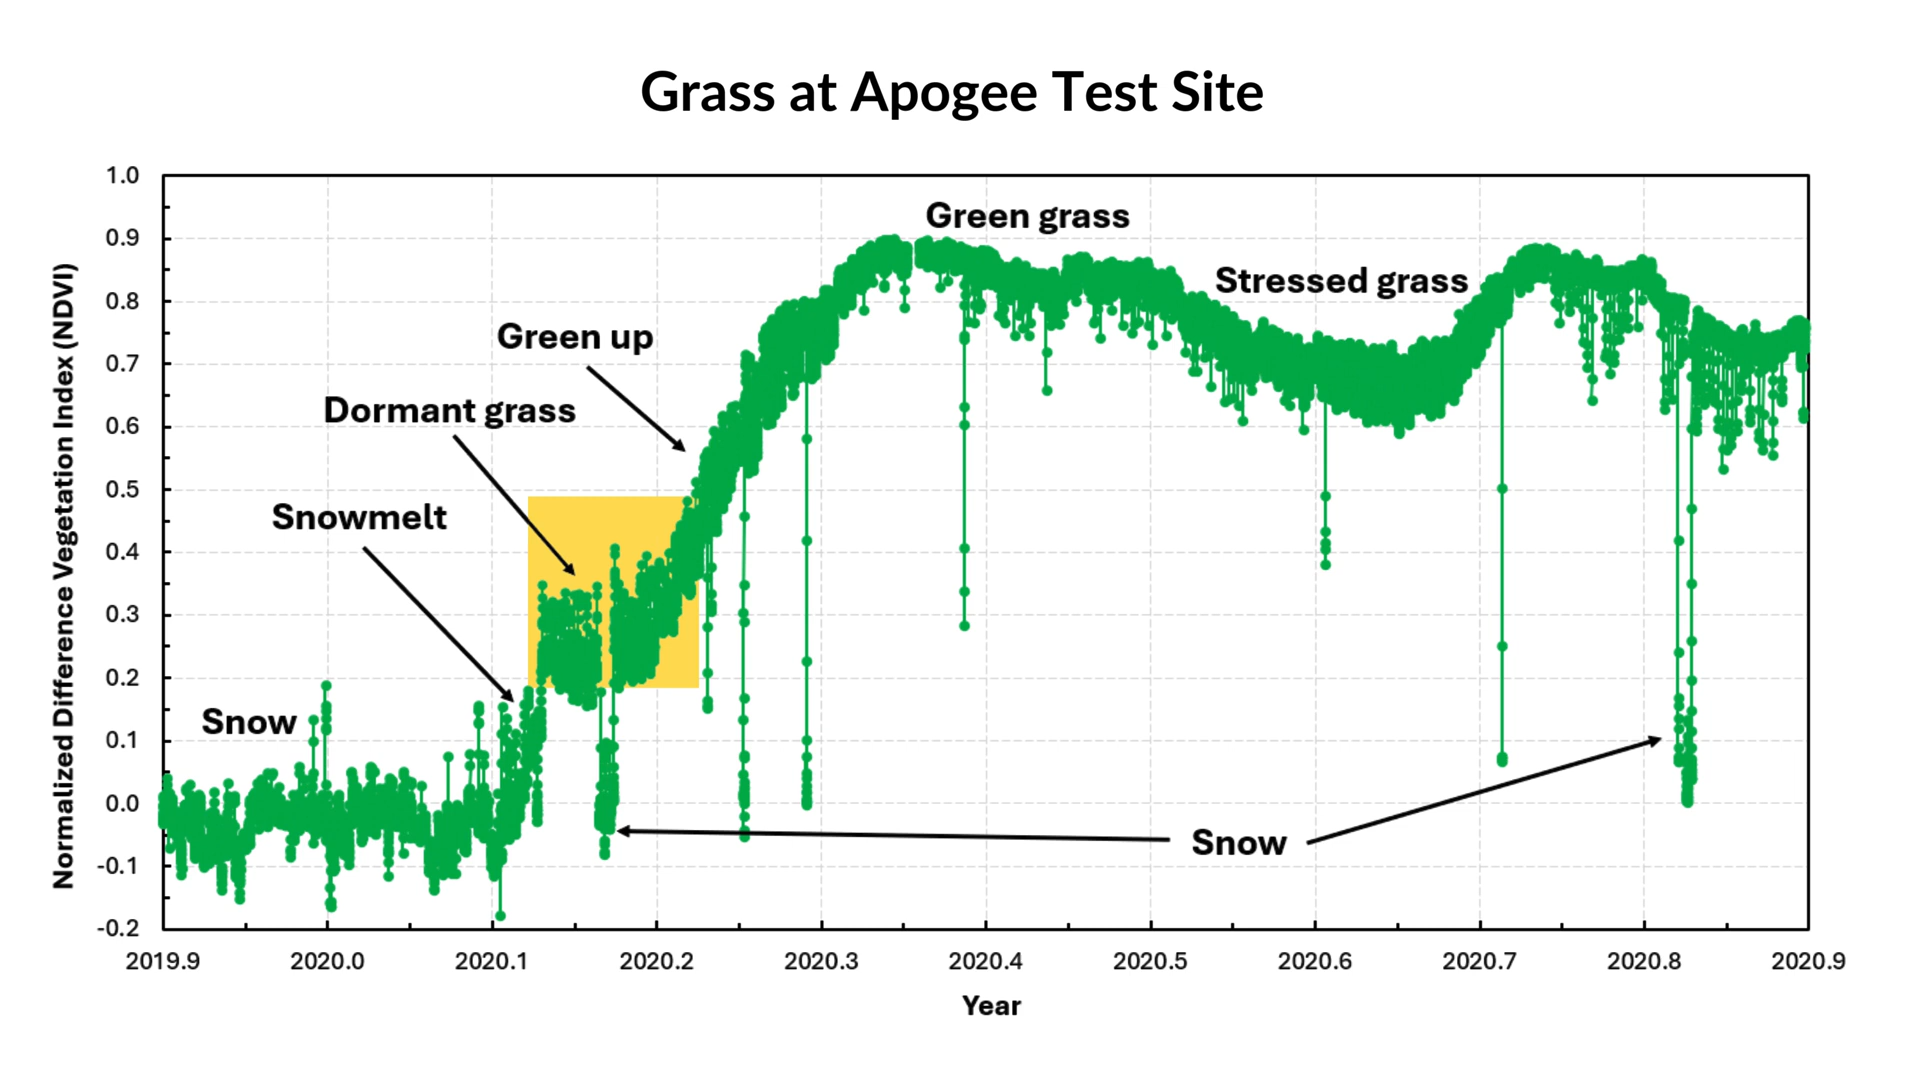 Grass at Apogee Test Site
Normalized Difference Vegetation Index (NDVI)
1.0
0.9
0.8
0.7
0.6
0.5
0.4
0.3
0.2
0.1
0.0
-0.1
-0.2
Green grass
Stressed grass
Green up
Dormant grass
Snowmelt
Snow
Snow
2019.9
2020.0
2020.1
2020.2
2020.3
2020.4
2020.5
2020.6
2020.7
2020.8
2020.9
Year